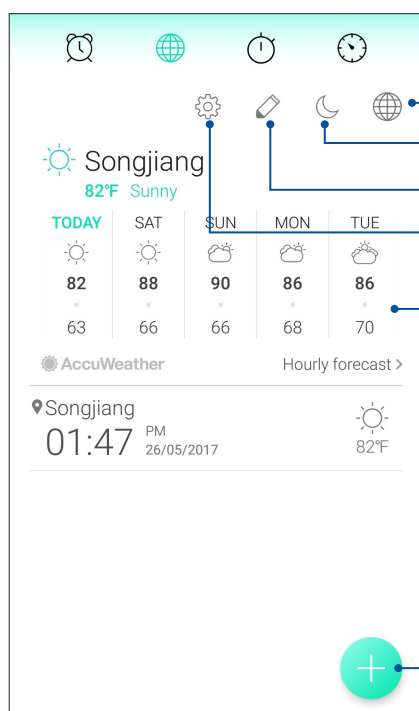 Songjiang
82°F Sunny
TODAY SAT SUN MON TUE
82 88 90 86 86
63 66 66 68 70
AccuWeather Hourly forecast >
Songjiang
01:47 PM 26/05/2017
82°F